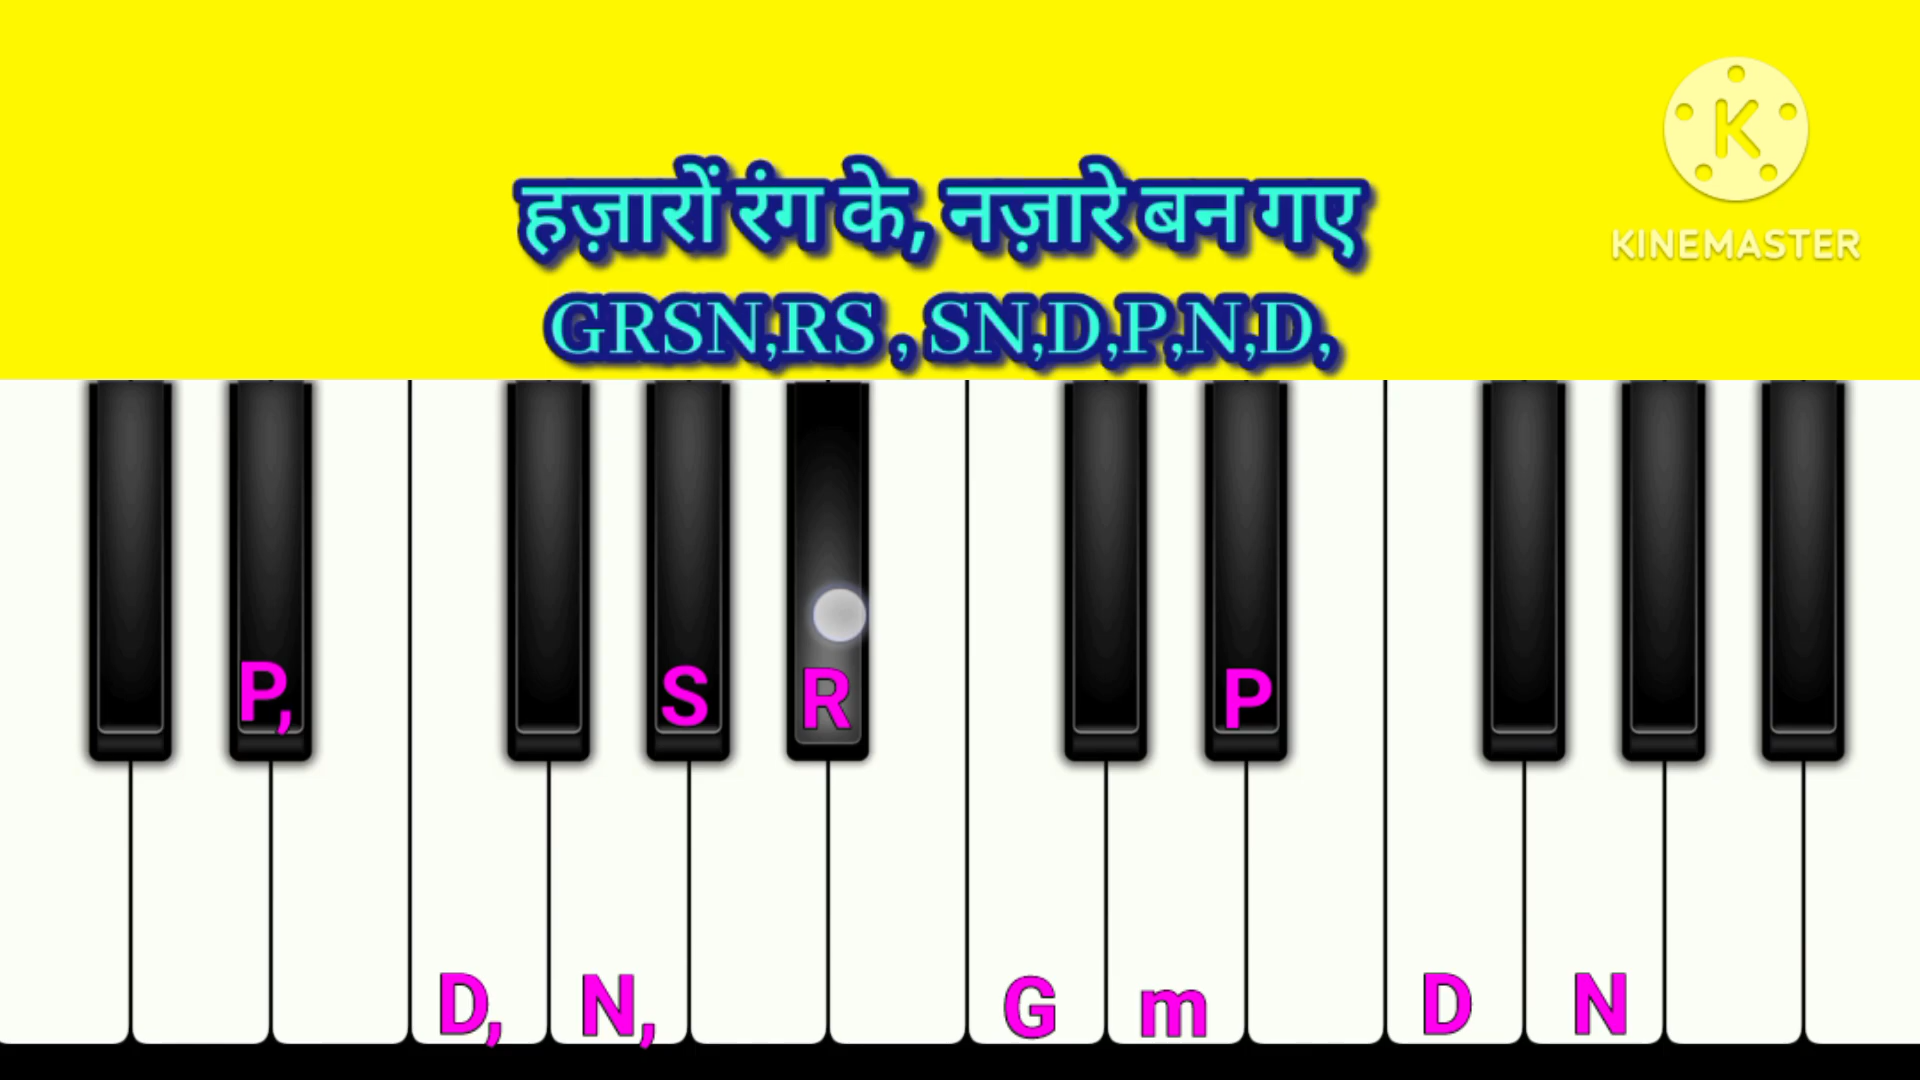 हज़ारों रंग के, नज़ारे बन गए
GRSN,RS , SN,D,P,N,D,
K
KINEMASTER
P, S R P
D, N, G m D N